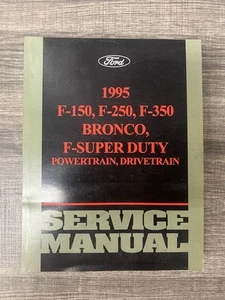 Ford
1995
F-150, F-250, F-350
BRONCO,
F-SUPER DUTY
POWERTRAIN, DRIVETRAIN
SERVICE
MANUAL